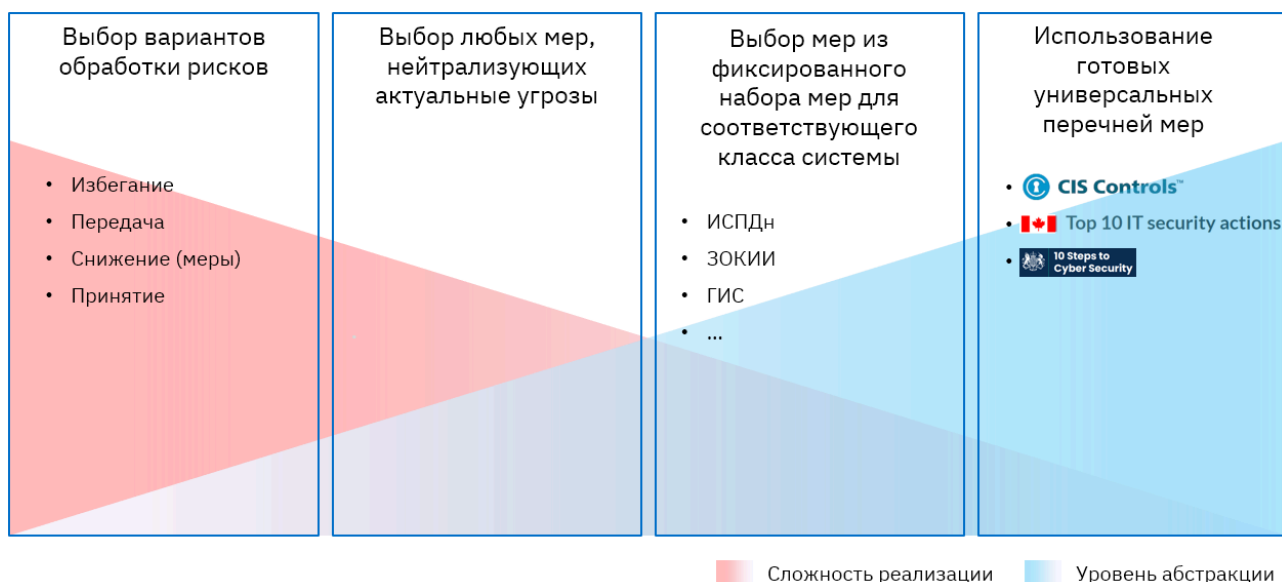 Выбор вариантов
обработки рисков
• Избегание
• Передача
• Снижение (меры)
• Принятие
Выбор любых мер,
нейтрализующих
актуальные угрозы
Выбор мер из
фиксированного
набора мер для
соответствующего
класса системы
• ИСПДн
• ЗОКИИ
• ГИС
• ...
Использование
готовых
универсальных
перечней мер
• CIS Controls™
• Top 10 IT security actions
• 10 Steps to
Cyber Security
Сложность реализации
Уровень абстракции